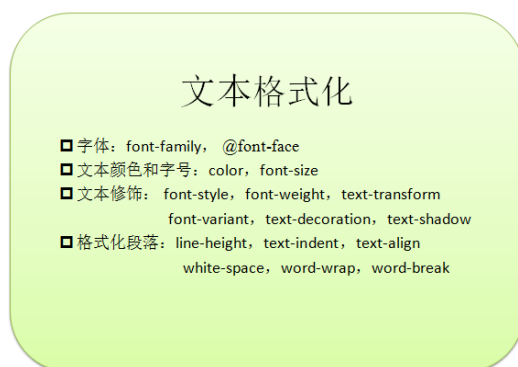 文本格式化
字体：font-family， @font-face
文本颜色和字号：color，font-size
文本修饰： font-style，font-weight，text-transform
font-variant，text-decoration，text-shadow
格式化段落：line-height，text-indent，text-align
white-space，word-wrap，word-break